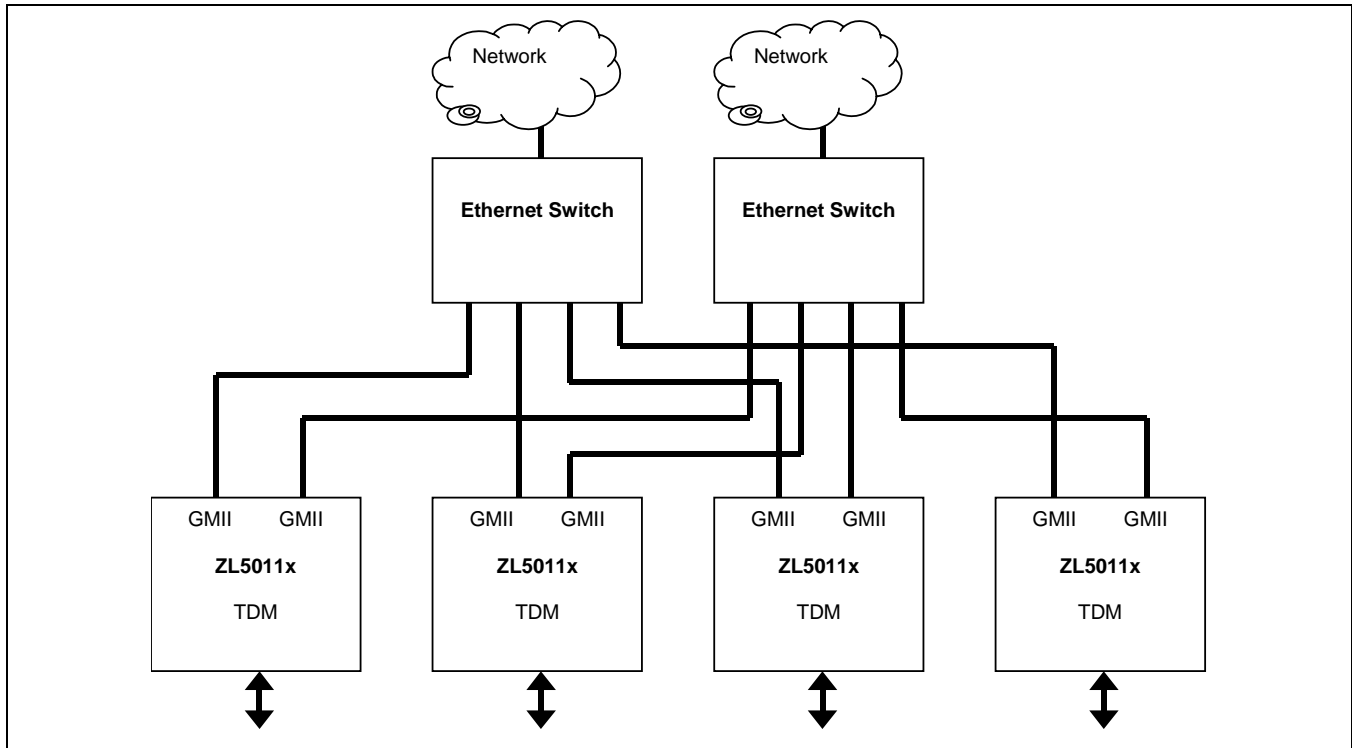 Network
Network
Ethernet Switch
Ethernet Switch
GMII GMII
ZL5011x
TDM
GMII GMII
ZL5011x
TDM
GMII GMII
ZL5011x
TDM
GMII GMII
ZL5011x
TDM